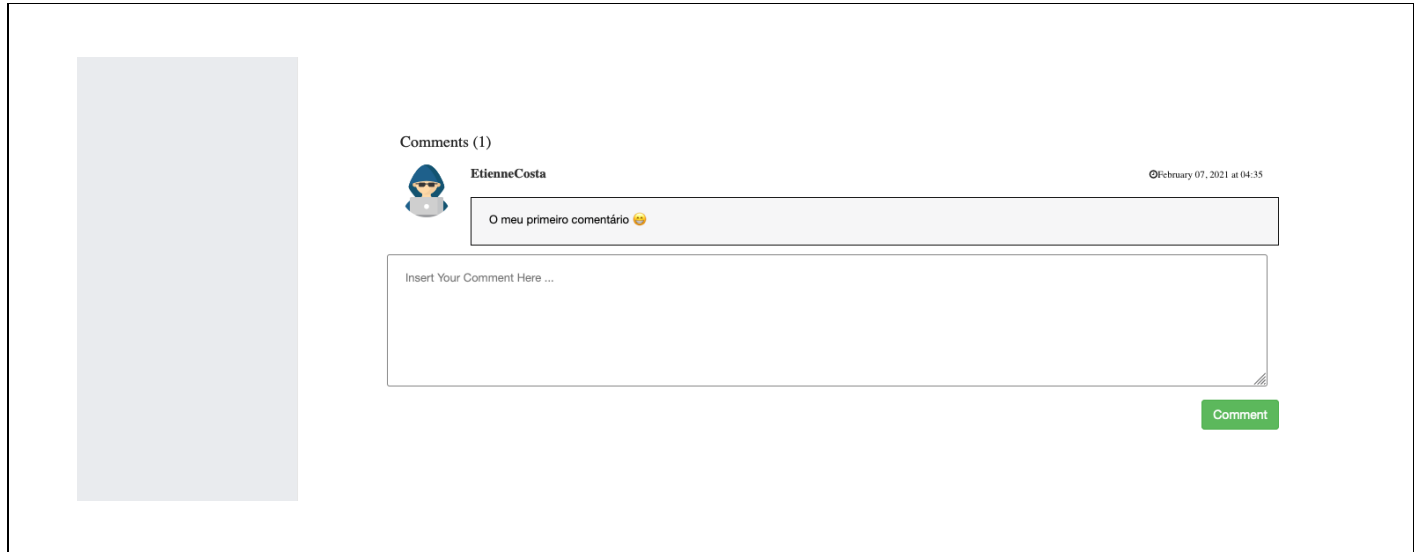 Comments (1)
EtienneCosta
February 07, 2021 at 04:35
O meu primeiro comentário 😁
Insert Your Comment Here ...
Comment